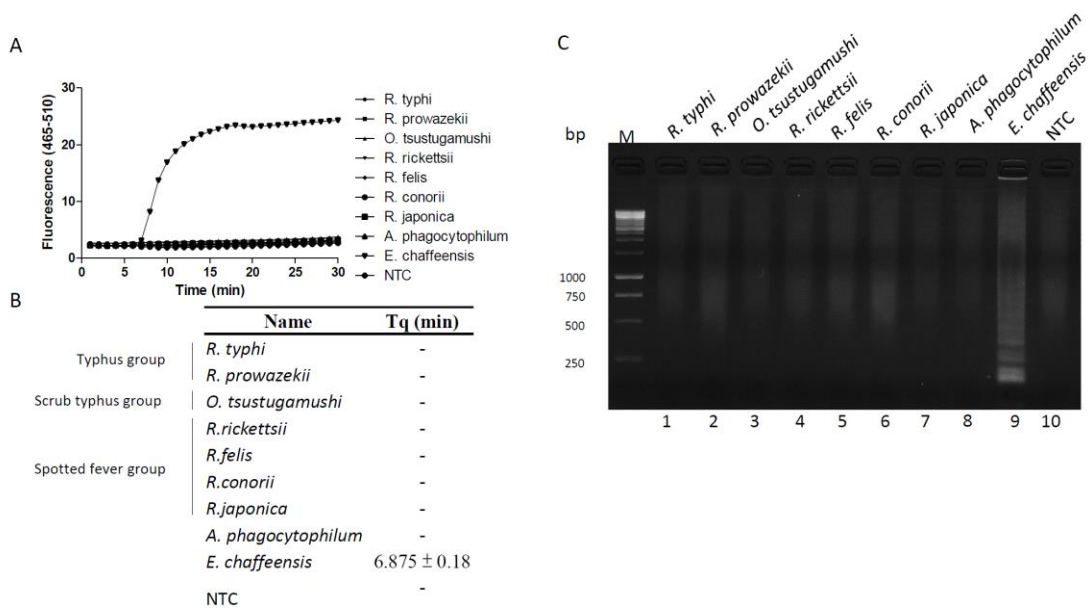 A
Fluorescence (465-510)
30
20
10
0
0 5 10 15 20 25 30
Time (min)
R. typhi
R. prowazekii
O. tsustugamushi
R. rickettsii
R. felis
R. conorii
R. japonica
A. phagocytophilum
E. chaffeensis
NTC
B
Name Tq (min)
Typhus group
R. typhi -
R. prowazekii -
Scrub typhus group
O. tsustugamushi -
Spotted fever group
R.rickettsii -
R.felis -
R.conorii -
R.japonica -
A. phagocytophilum -
E. chaffeensis 6.875 ± 0.18
NTC -
C
bp
M
R. typhi
R. prowazekii
O. tsustugamushi
R. rickettsii
R. felis
R. conorii
R. japonica
A. phagocytophilum
E. chaffeensis
NTC
1000
750
500
250
1 2 3 4 5 6 7 8 9 10